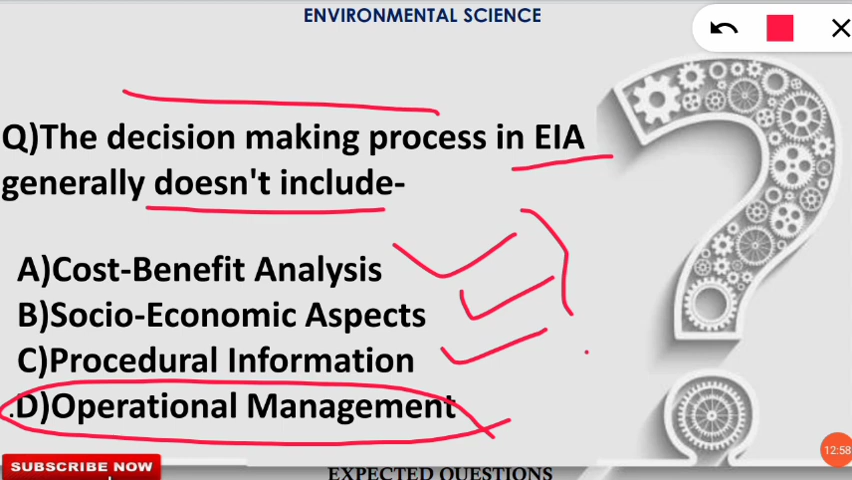 ENVIRONMENTAL SCIENCE
Q)The decision making process in EIA
generally doesn't include-
A)Cost-Benefit Analysis
B)Socio-Economic Aspects
C)Procedural Information
.D)Operational Management
12:58
SUBSCRIBE NOW
EXPECTED QUESTIONS